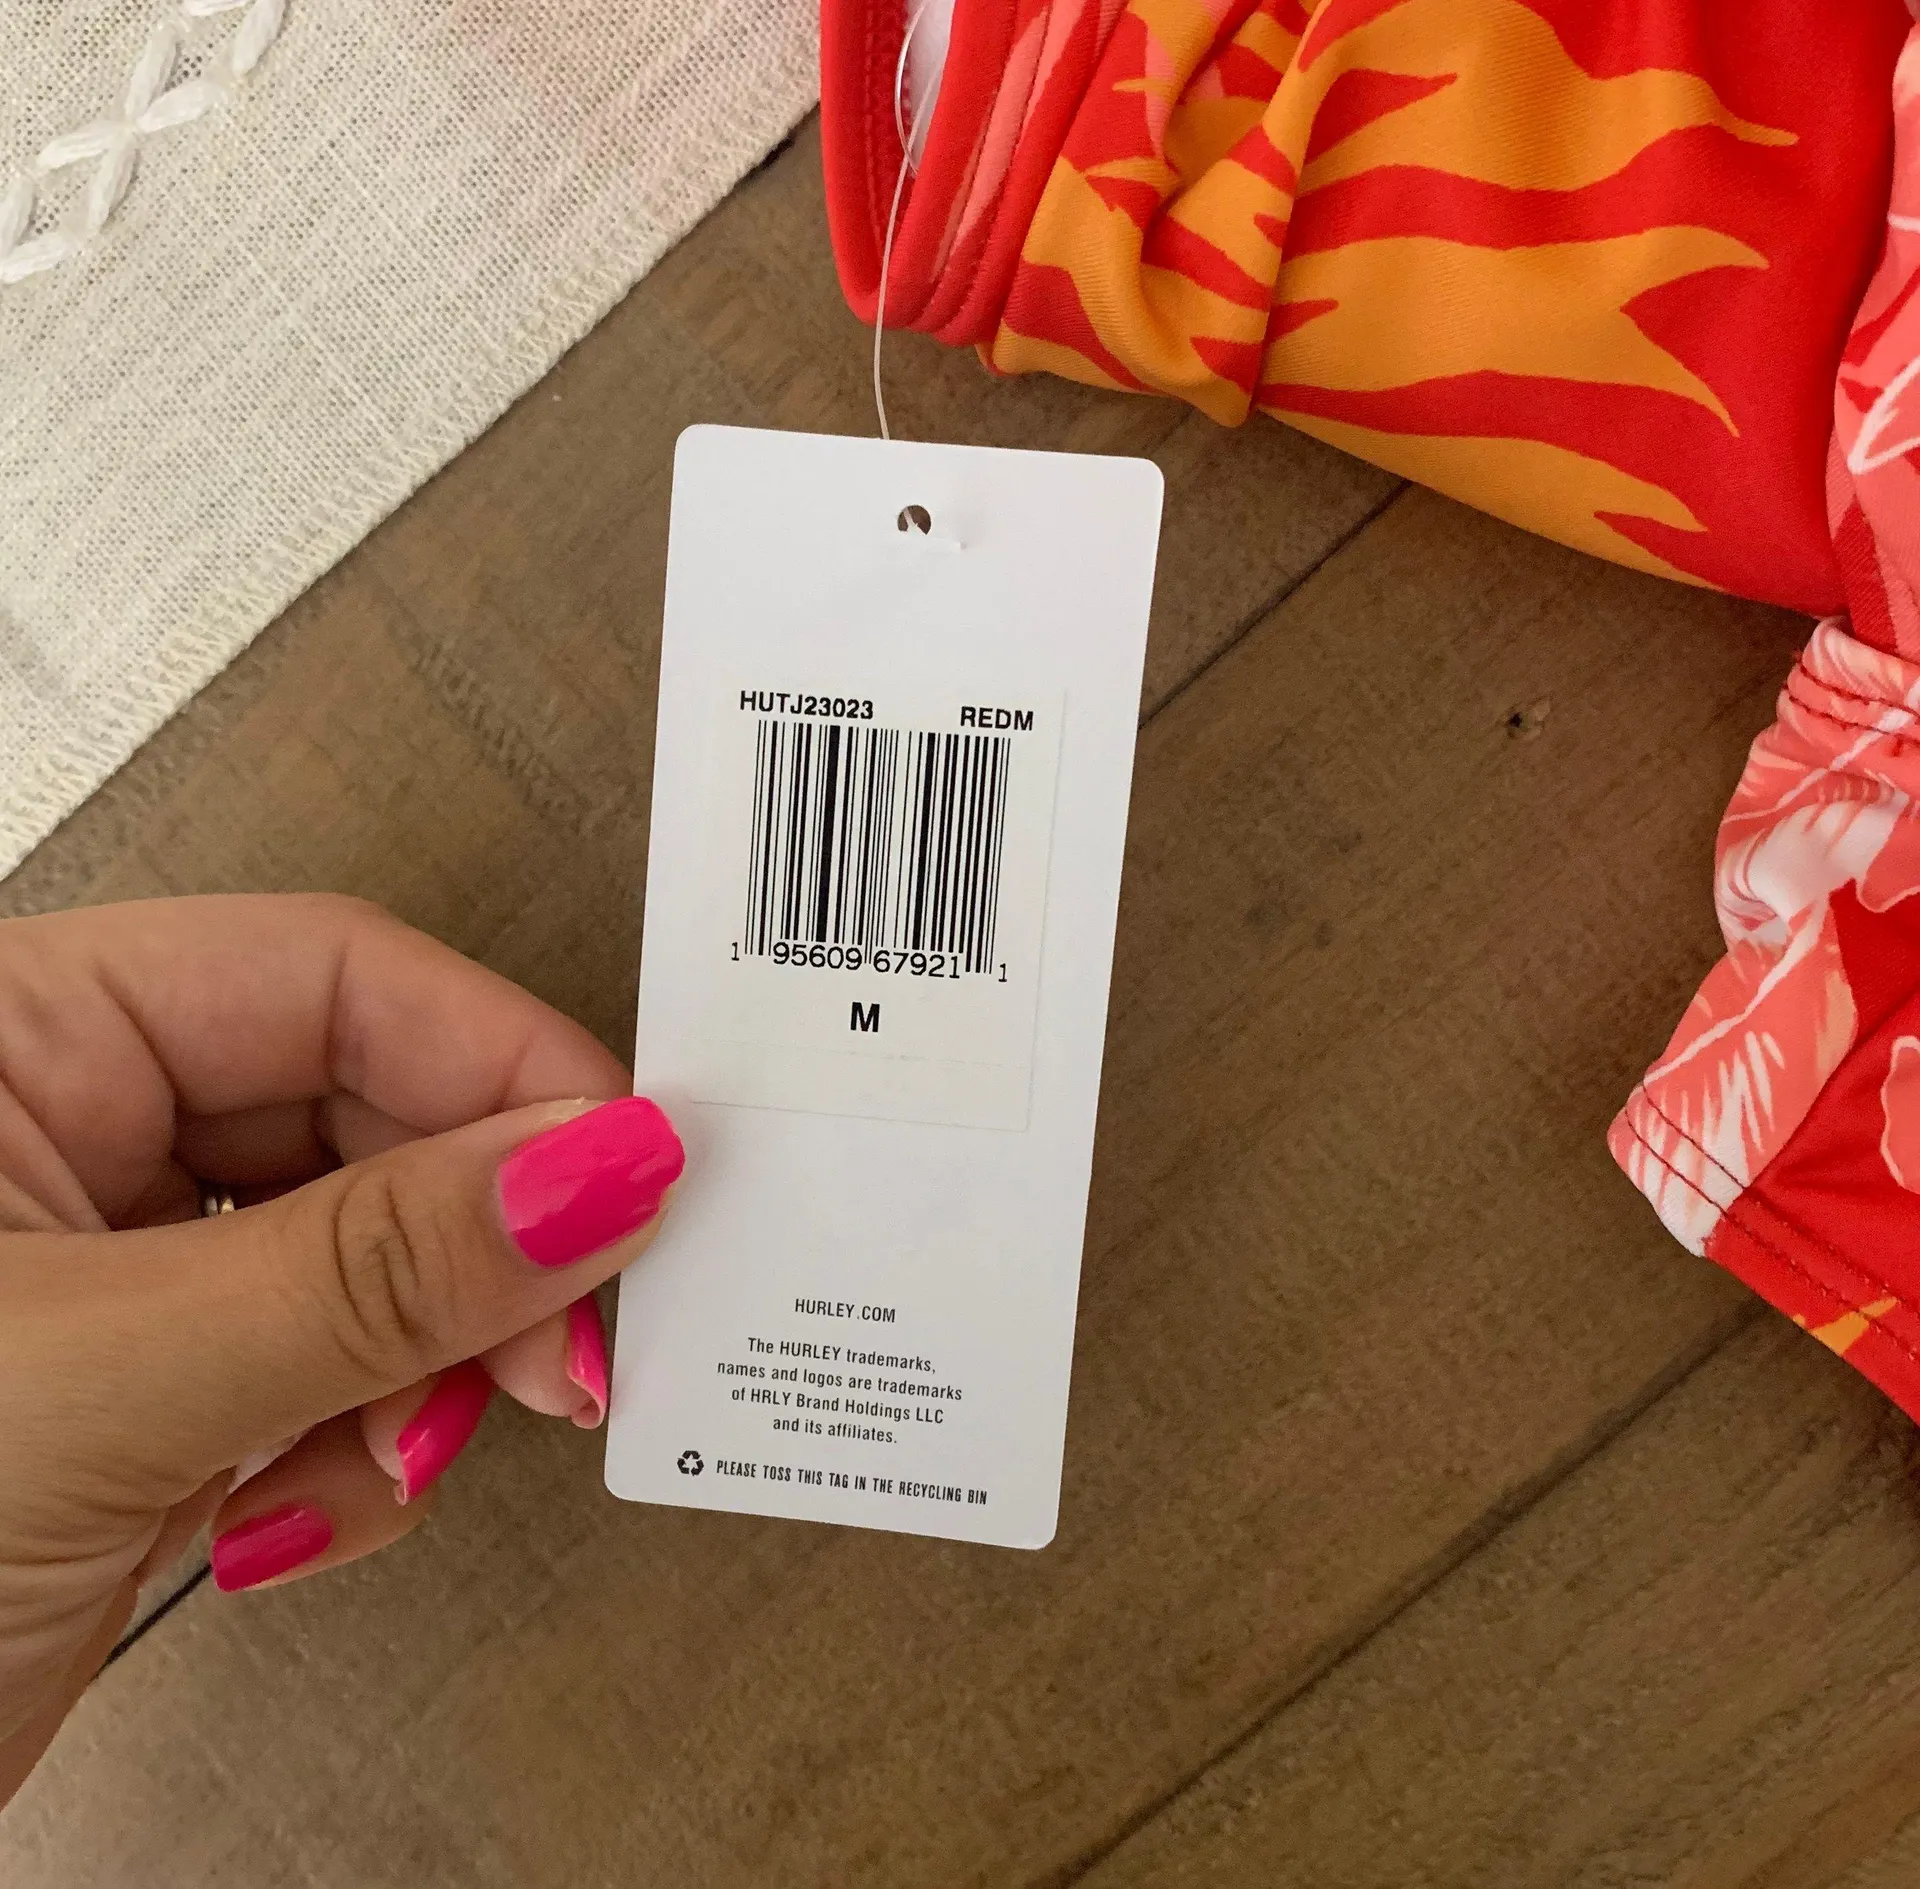 HUTJ23023 REDM
1 95609 67921 1
M
HURLEY.COM
The HURLEY trademarks,
names and logos are trademarks
of HRLY Brand Holdings LLC
and its affiliates.
PLEASE TOSS THIS TAG IN THE RECYCLING BIN